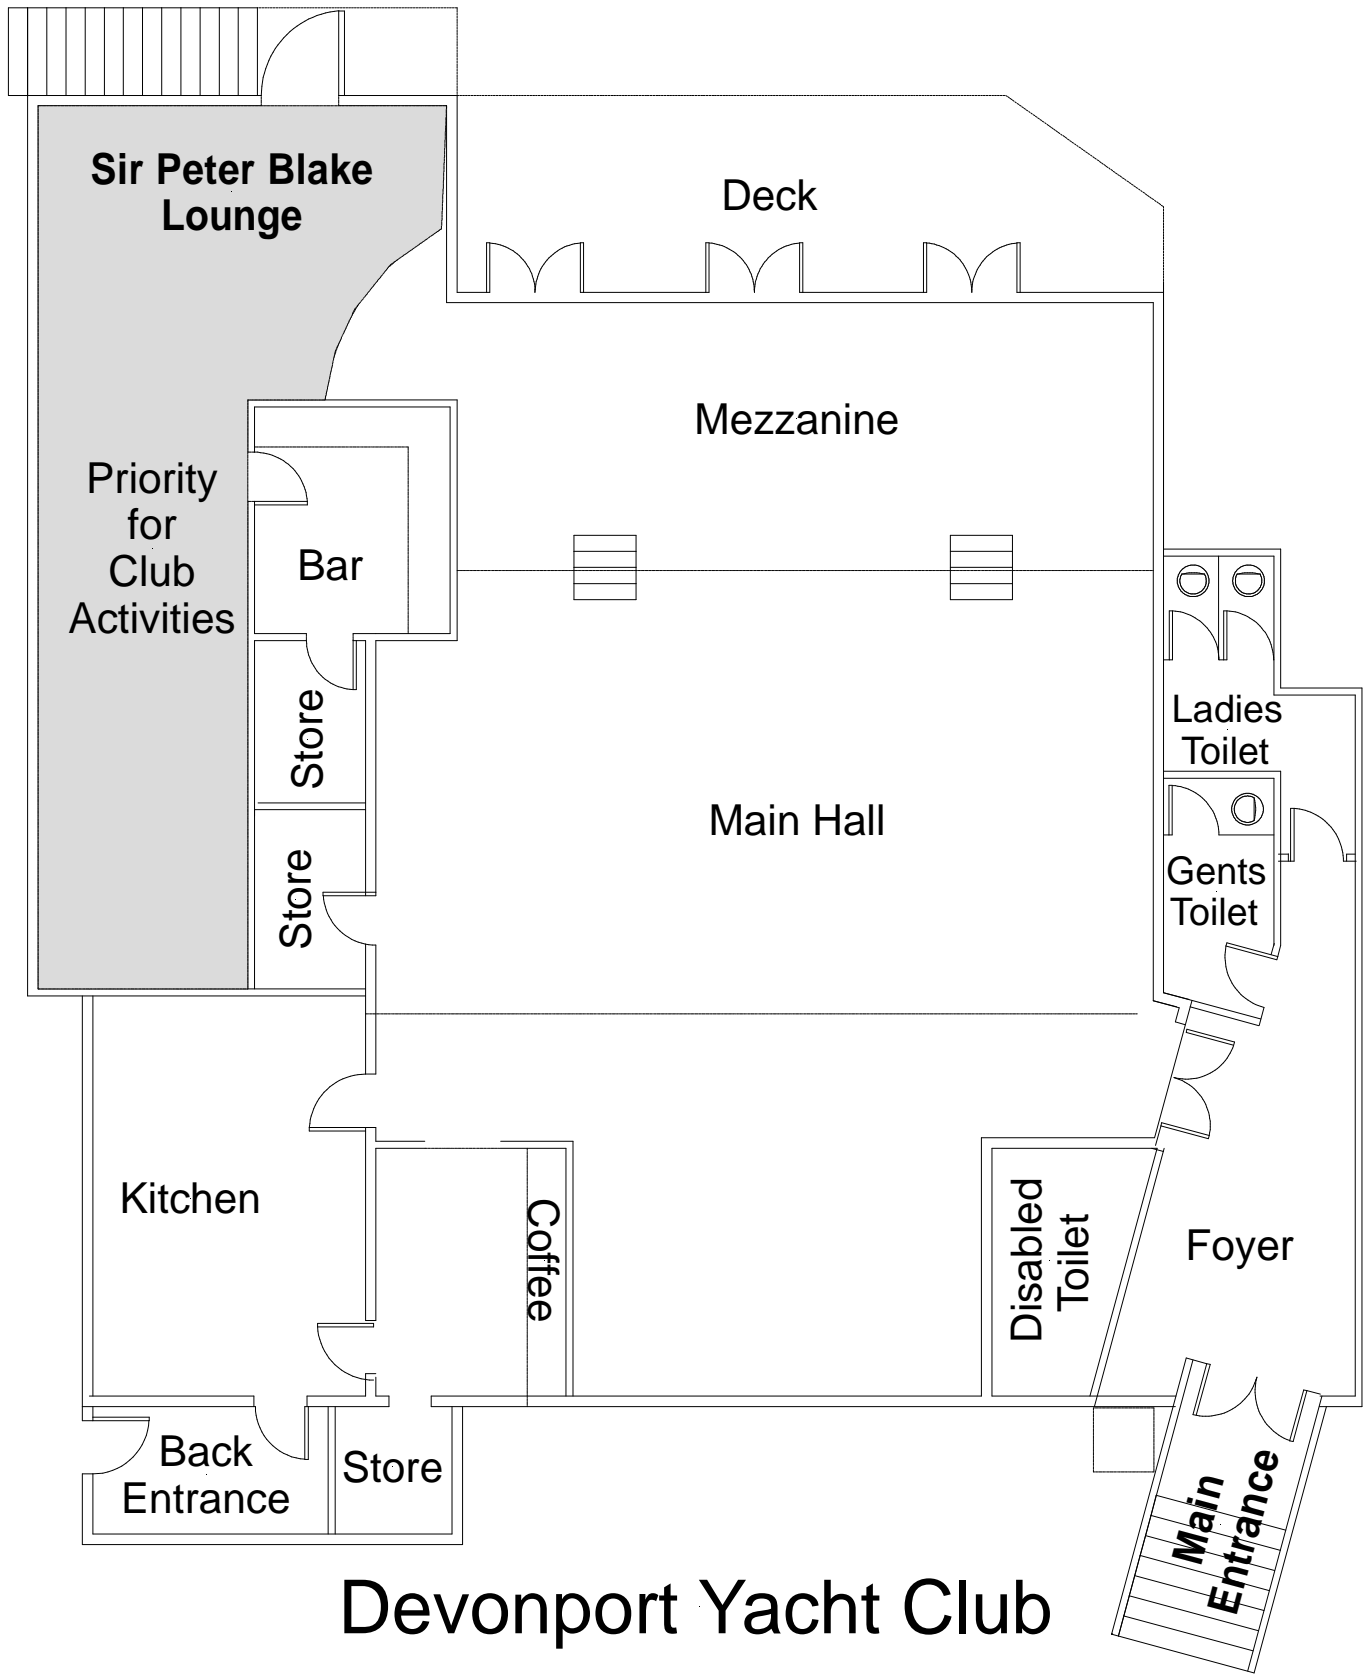 Sir Peter Blake
Lounge
Deck
Mezzanine
Priority
for
Club
Activities
Bar
Store
Ladies
Toilet
Main Hall
Store
Gents
Toilet
Kitchen
Coffee
Disabled
Toilet
Foyer
Back
Entrance
Store
Main
Entrance
Devonport Yacht Club